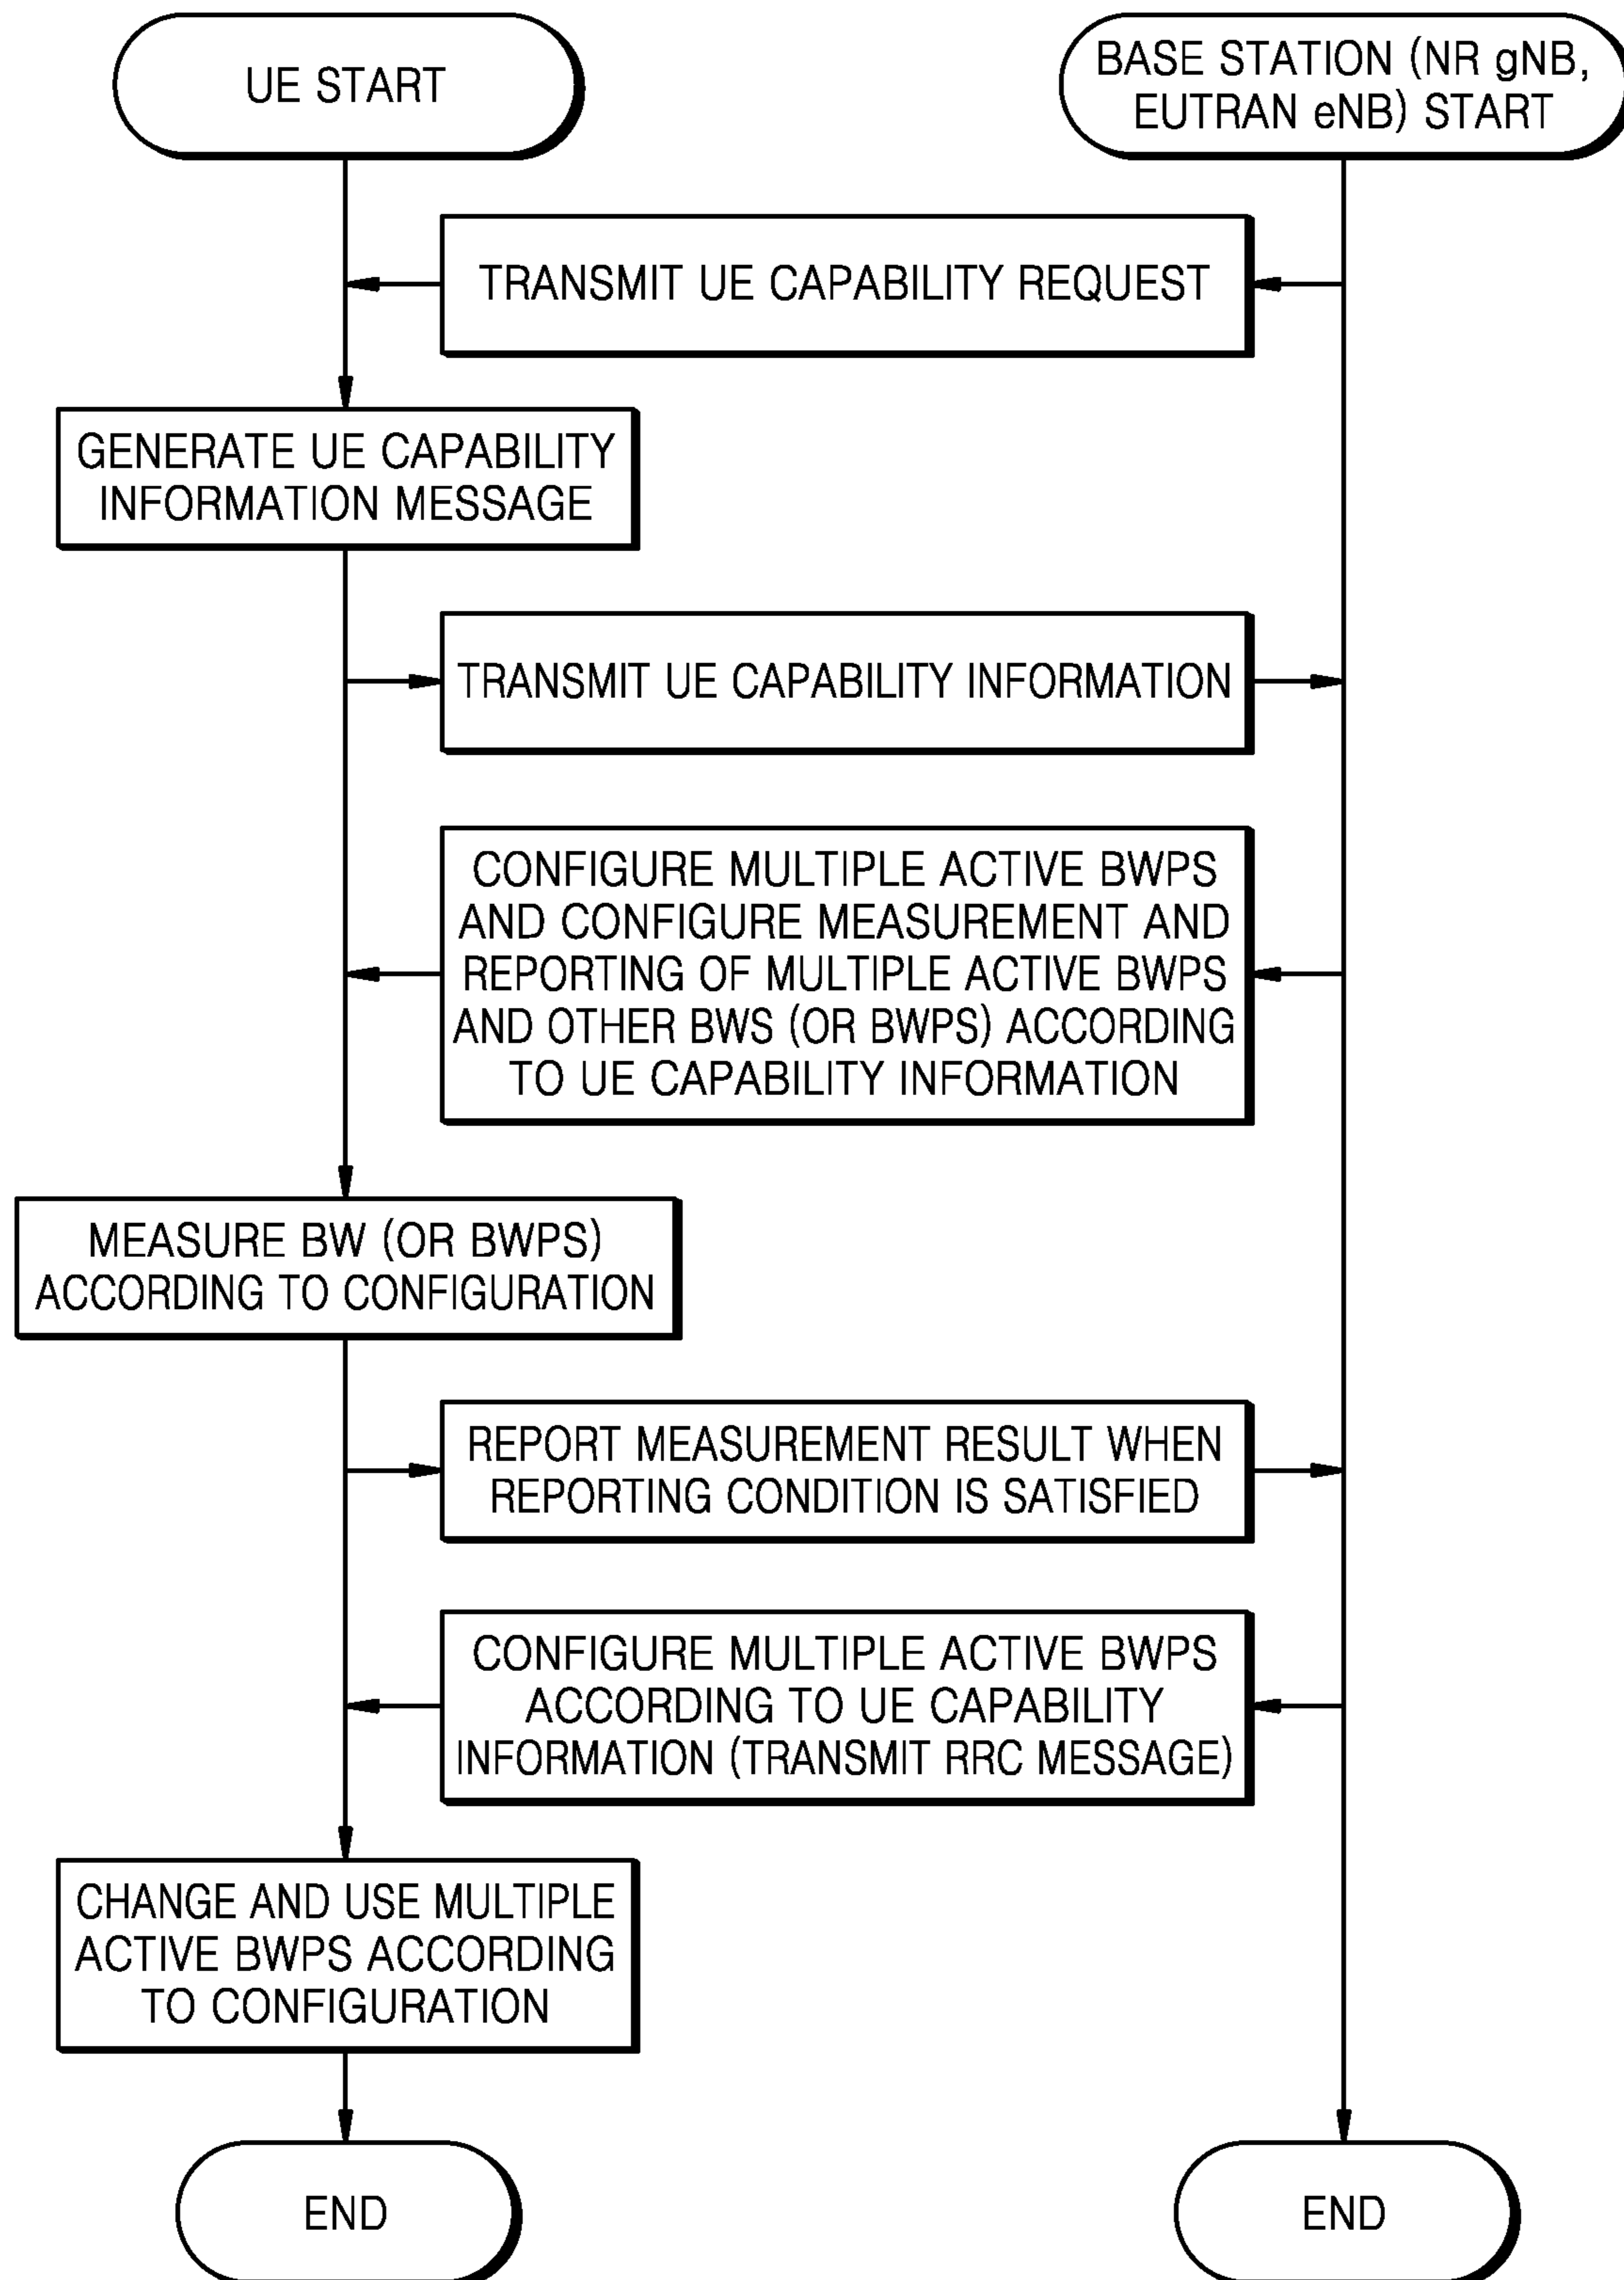 UE START
BASE STATION (NR gNB,
EUTRAN eNB) START
TRANSMIT UE CAPABILITY REQUEST
GENERATE UE CAPABILITY
INFORMATION MESSAGE
TRANSMIT UE CAPABILITY INFORMATION
CONFIGURE MULTIPLE ACTIVE BWPS
AND CONFIGURE MEASUREMENT AND
REPORTING OF MULTIPLE ACTIVE BWPS
AND OTHER BWS (OR BWPS) ACCORDING
TO UE CAPABILITY INFORMATION
MEASURE BW (OR BWPS)
ACCORDING TO CONFIGURATION
REPORT MEASUREMENT RESULT WHEN
REPORTING CONDITION IS SATISFIED
CONFIGURE MULTIPLE ACTIVE BWPS
ACCORDING TO UE CAPABILITY
INFORMATION (TRANSMIT RRC MESSAGE)
CHANGE AND USE MULTIPLE
ACTIVE BWPS ACCORDING
TO CONFIGURATION
END
END